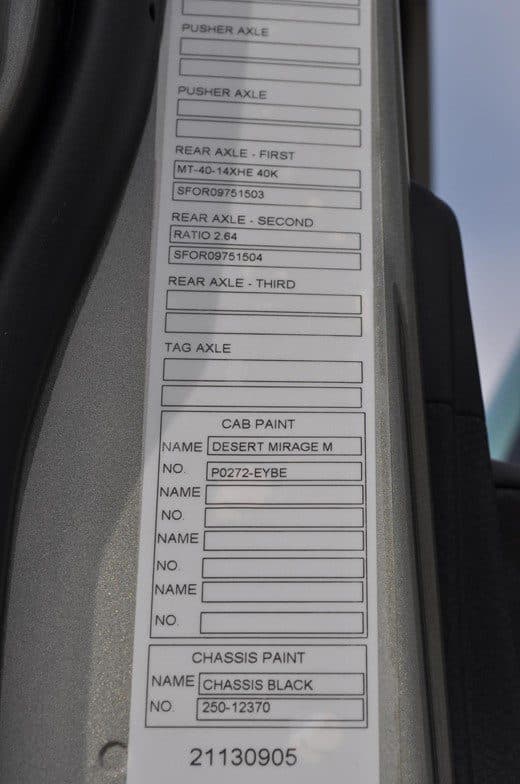 PUSHER AXLE
PUSHER AXLE
REAR AXLE - FIRST
MT-40-14XHE 40K
SFOR09751503
REAR AXLE - SECOND
RATIO 2.64
SFOR09751504
REAR AXLE - THIRD
TAG AXLE
CAB PAINT
NAME DESERT MIRAGE M
NO. P0272-EYBE
NAME
NO.
NAME
NO.
NAME
NO.
CHASSIS PAINT
NAME CHASSIS BLACK
NO. 250-12370
21130905